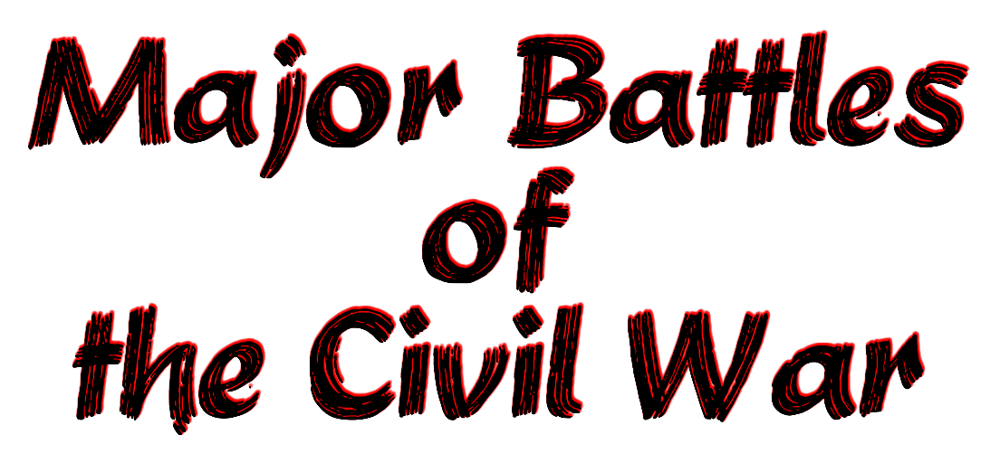 Major Battles
of
the Civil War